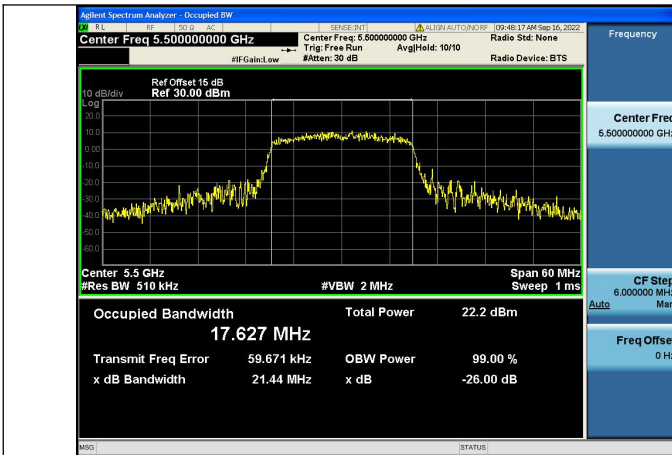 Agilent Spectrum Analyzer - Occupied BW
RL RF 50 Ω AC SENSE:INT ALIGN AUTO/NO RF 09:48:17 AM Sep 16, 2022
Center Freq 5.500000000 GHz
Center Freq: 5.500000000 GHz
Radio Std: None
Trig: Free Run Avg|Hold: 10/10
#IFGain:Low
#Atten: 30 dB
Radio Device: BTS
Frequency
Ref Offset 15 dB
10 dB/div Ref 30.00 dBm
Log
20.0
10.0
0.00
-10.0
-20.0
-30.0
-40.0
-50.0
-60.0
Center 5.5 GHz Span 60 MHz
#Res BW 510 kHz #VBW 2 MHz Sweep 1 ms
Occupied Bandwidth Total Power 22.2 dBm
17.627 MHz
Transmit Freq Error 59.671 kHz OBW Power 99.00 %
x dB Bandwidth 21.44 MHz x dB -26.00 dB
Center Freq
5.500000000 GHz
CF Step
6.000000 MHz
Auto Man
Freq Offse
0 Hz
MSG STATUS